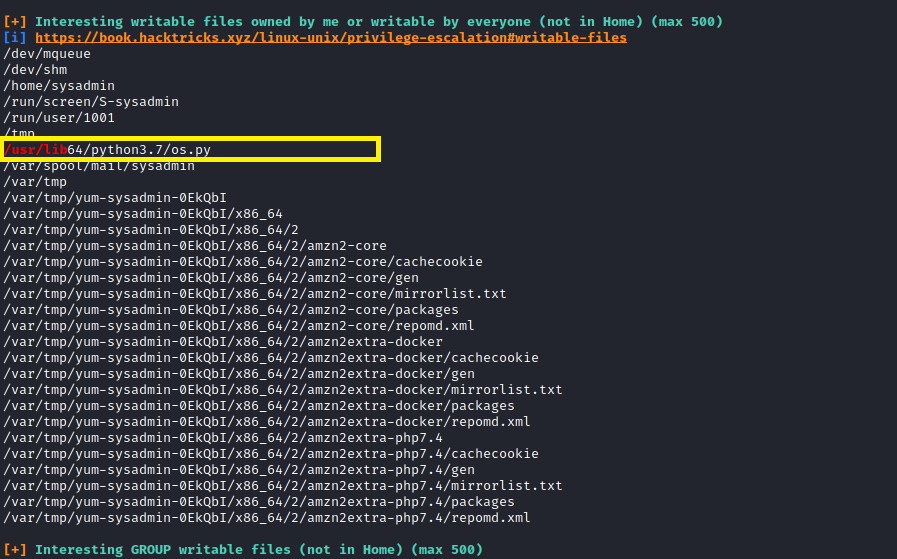 [+] Interesting writable files owned by me or writable by everyone (not in Home) (max 500)
[i] https://book.hacktricks.xyz/linux-unix/privilege-escalation#writable-files
/dev/mqueue
/dev/shm
/home/sysadmin
/run/screen/S-sysadmin
/run/user/1001
/tmp
/usr/lib64/python3.7/os.py
/var/spool/mail/sysadmin
/var/tmp
/var/tmp/yum-sysadmin-0EkQbI
/var/tmp/yum-sysadmin-0EkQbI/x86_64
/var/tmp/yum-sysadmin-0EkQbI/x86_64/2
/var/tmp/yum-sysadmin-0EkQbI/x86_64/2/amzn2-core
/var/tmp/yum-sysadmin-0EkQbI/x86_64/2/amzn2-core/cachecookie
/var/tmp/yum-sysadmin-0EkQbI/x86_64/2/amzn2-core/gen
/var/tmp/yum-sysadmin-0EkQbI/x86_64/2/amzn2-core/mirrorlist.txt
/var/tmp/yum-sysadmin-0EkQbI/x86_64/2/amzn2-core/packages
/var/tmp/yum-sysadmin-0EkQbI/x86_64/2/amzn2-core/repomd.xml
/var/tmp/yum-sysadmin-0EkQbI/x86_64/2/amzn2extra-docker
/var/tmp/yum-sysadmin-0EkQbI/x86_64/2/amzn2extra-docker/cachecookie
/var/tmp/yum-sysadmin-0EkQbI/x86_64/2/amzn2extra-docker/gen
/var/tmp/yum-sysadmin-0EkQbI/x86_64/2/amzn2extra-docker/mirrorlist.txt
/var/tmp/yum-sysadmin-0EkQbI/x86_64/2/amzn2extra-docker/packages
/var/tmp/yum-sysadmin-0EkQbI/x86_64/2/amzn2extra-docker/repomd.xml
/var/tmp/yum-sysadmin-0EkQbI/x86_64/2/amzn2extra-php7.4
/var/tmp/yum-sysadmin-0EkQbI/x86_64/2/amzn2extra-php7.4/cachecookie
/var/tmp/yum-sysadmin-0EkQbI/x86_64/2/amzn2extra-php7.4/gen
/var/tmp/yum-sysadmin-0EkQbI/x86_64/2/amzn2extra-php7.4/mirrorlist.txt
/var/tmp/yum-sysadmin-0EkQbI/x86_64/2/amzn2extra-php7.4/packages
/var/tmp/yum-sysadmin-0EkQbI/x86_64/2/amzn2extra-php7.4/repomd.xml
[+] Interesting GROUP writable files (not in Home) (max 500)